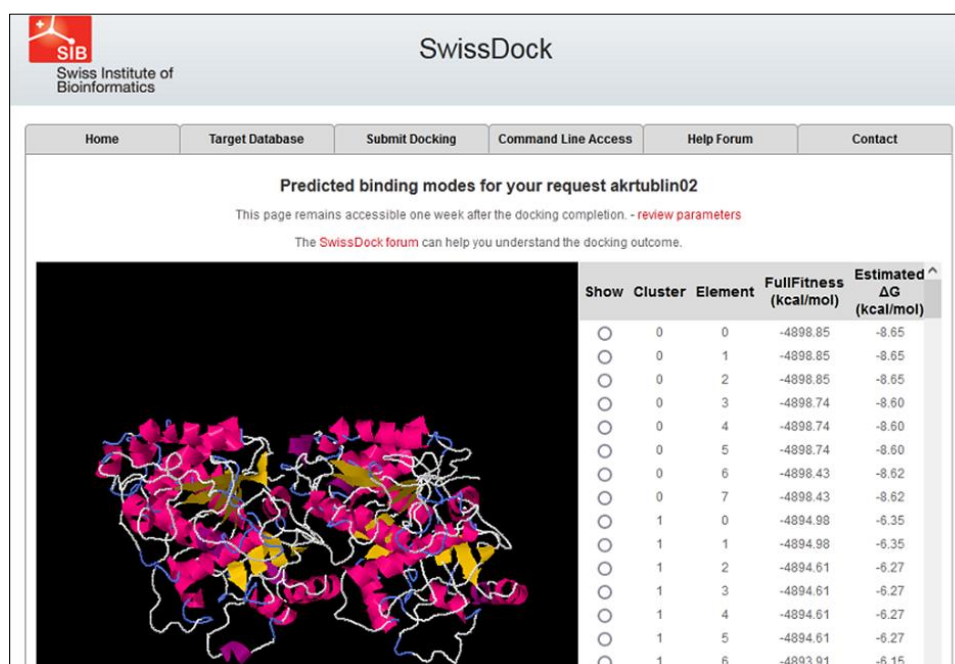 SIB
Swiss Institute of
Bioinformatics
SwissDock
Home Target Database Submit Docking Command Line Access Help Forum Contact
Predicted binding modes for your request akrtublin02
This page remains accessible one week after the docking completion. - review parameters
The SwissDock forum can help you understand the docking outcome.
Show Cluster Element FullFitness (kcal/mol) Estimated ΔG (kcal/mol)
0 0 -4898.85 -8.65
0 1 -4898.85 -8.65
0 2 -4898.85 -8.65
0 3 -4898.74 -8.60
0 4 -4898.74 -8.60
0 5 -4898.74 -8.60
0 6 -4898.43 -8.62
0 7 -4898.43 -8.62
1 0 -4894.98 -6.35
1 1 -4894.98 -6.35
1 2 -4894.61 -6.27
1 3 -4894.61 -6.27
1 4 -4894.61 -6.27
1 5 -4894.61 -6.27
1 6 -4893.91 -6.15